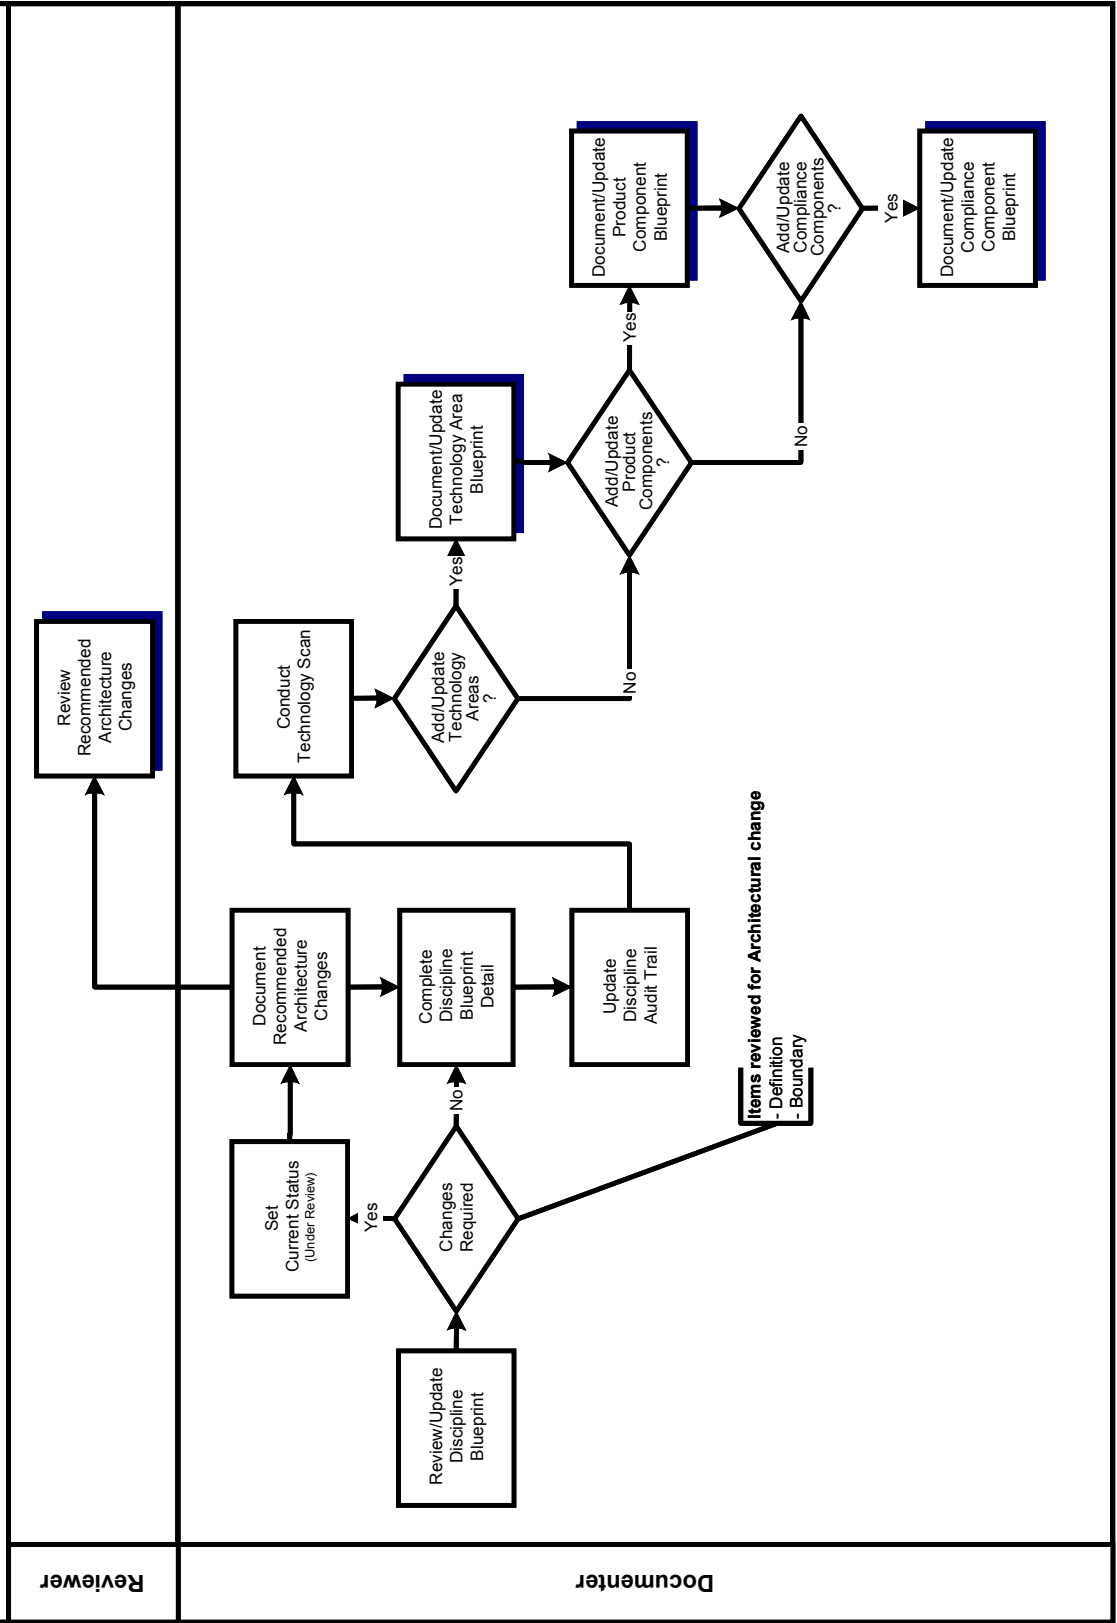 Reviewer
Review
Recommended
Architecture
Changes
Documenter
Review/Update
Discipline
Blueprint
Changes
Required
Yes
No
Set
Current Status
(Under Review)
Document
Recommended
Architecture
Changes
Complete
Discipline
Blueprint
Detail
Update
Discipline
Audit Trail
Items reviewed for Architectural change
- Definition
- Boundary
Conduct
Technology Scan
Add/Update
Technology
Areas
?
Yes
No
Document/Update
Technology Area
Blueprint
Add/Update
Product
Components
?
Yes
No
Document/Update
Product
Component
Blueprint
Add/Update
Compliance
Components
?
Yes
Document/Update
Compliance
Component
Blueprint